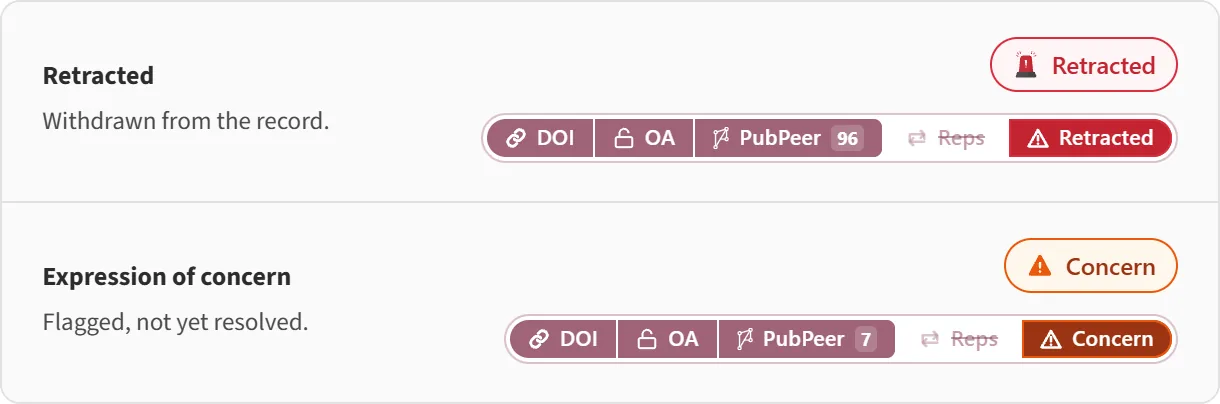 Retracted
Withdrawn from the record.
Retracted
DOI OA PubPeer 96 Reps Retracted
Expression of concern
Flagged, not yet resolved.
Concern
DOI OA PubPeer 7 Reps Concern